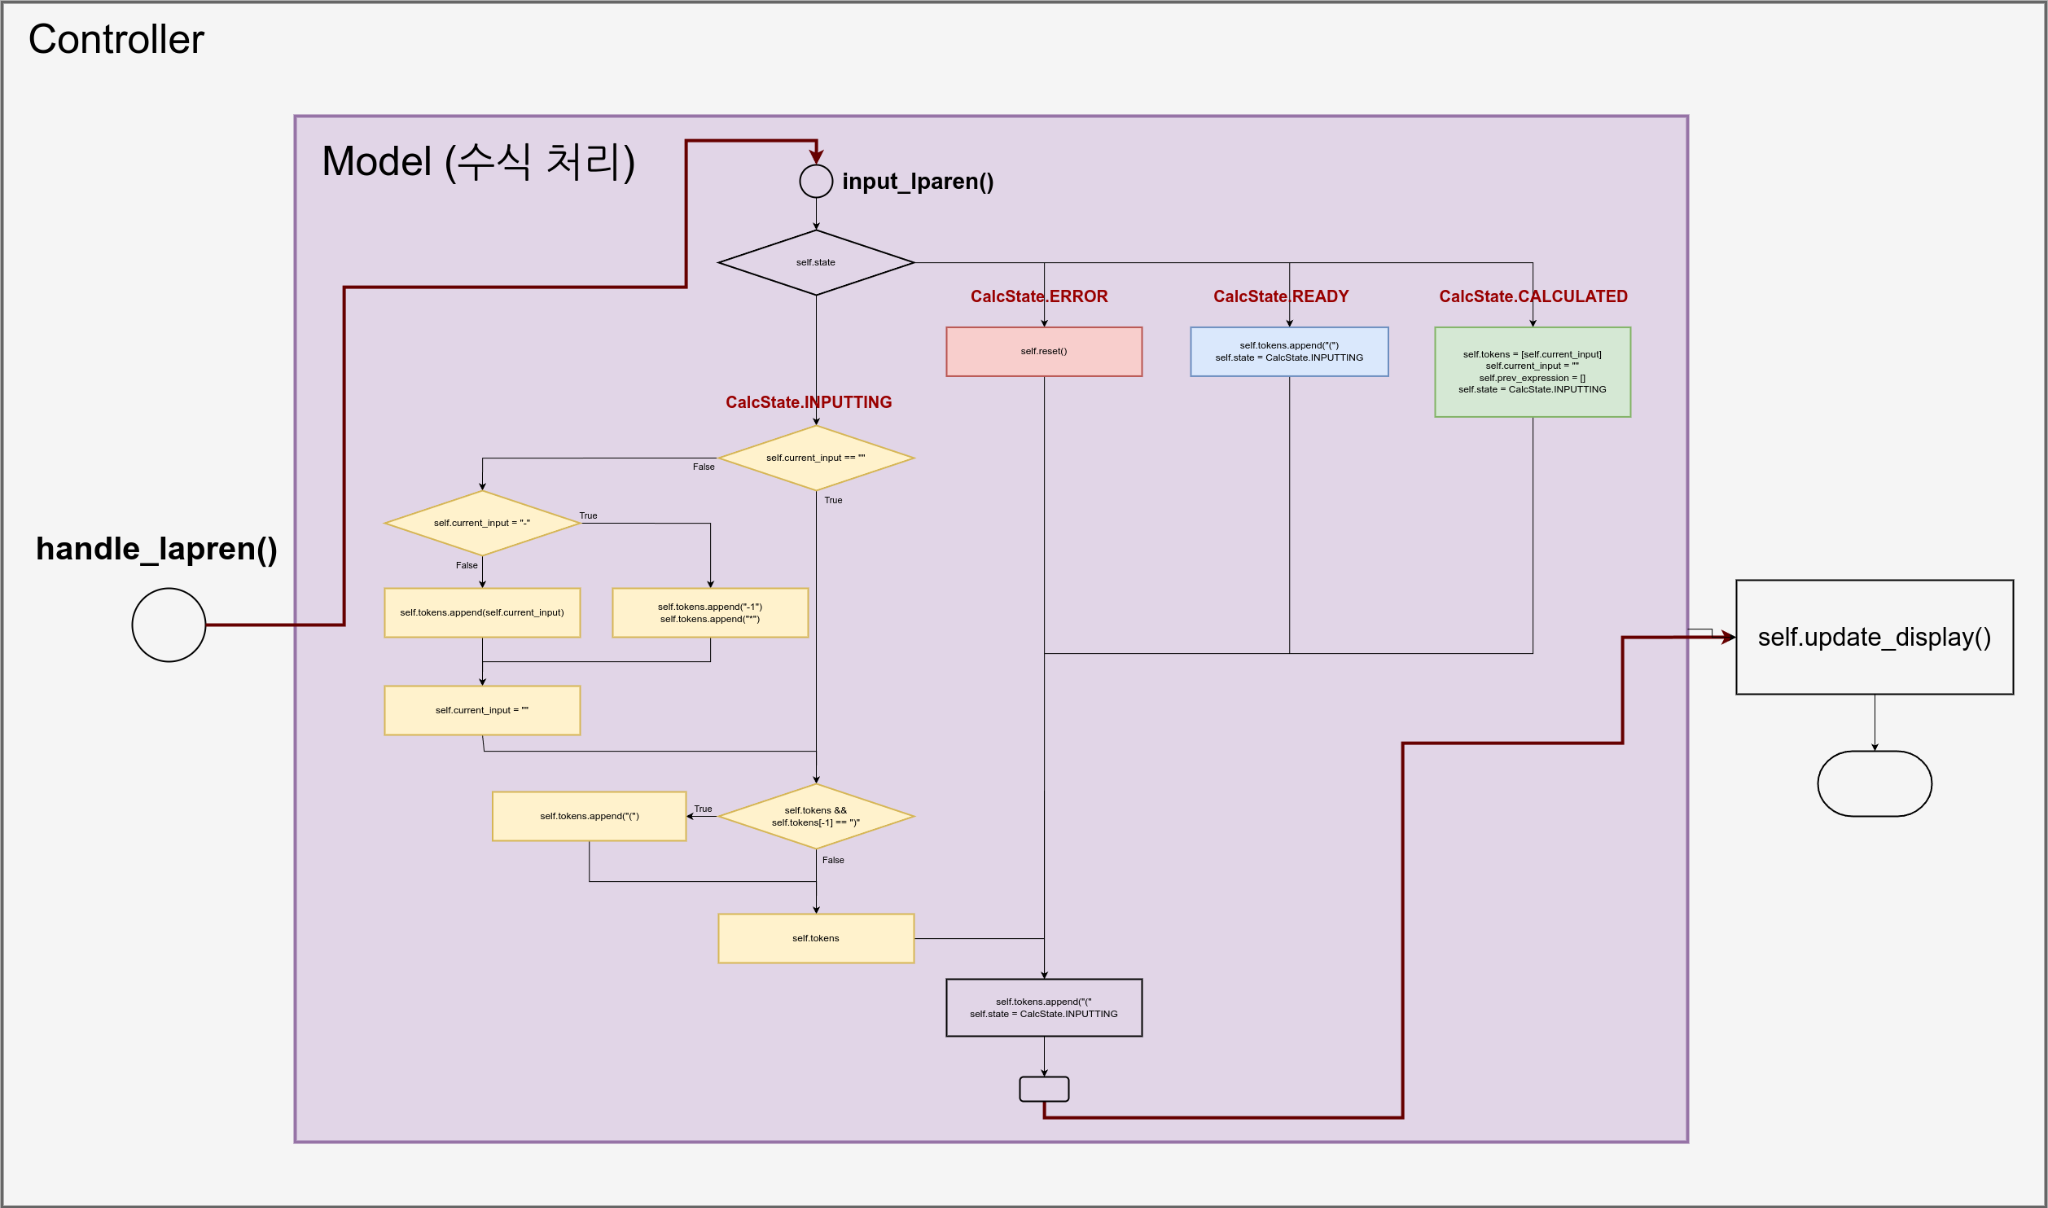 Controller
Model (수식 처리)
input_lparen()
self.state
CalcState.ERROR
CalcState.READY
CalcState.CALCULATED
self.reset()
self.tokens.append("(")
self.state = CalcState.INPUTTING
self.tokens = [self.current_input]
self.current_input = ""
self.prev_expression = []
self.state = CalcState.INPUTTING
CalcState.INPUTTING
self.current_input == ""
False
True
self.current_input = "-"
True
False
handle_lapren()
self.tokens.append(self.current_input)
self.tokens.append("-1")
self.tokens.append("*")
self.current_input = ""
self.update_display()
self.tokens &&
self.tokens[-1] == ")"
True
self.tokens.append("(")
False
self.tokens
self.tokens.append("("
self.state = CalcState.INPUTTING